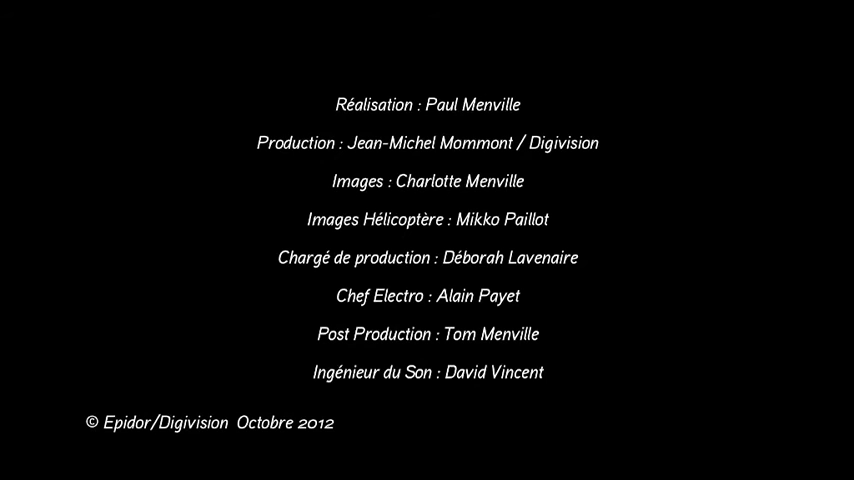 Réalisation : Paul Menville
Production : Jean-Michel Mommont / Digivision
Images : Charlotte Menville
Images Hélicoptère : Mikko Paillot
Chargé de production : Déborah Lavenaire
Chef Electro : Alain Payet
Post Production : Tom Menville
Ingénieur du Son : David Vincent
© Epidor/Digivision Octobre 2012